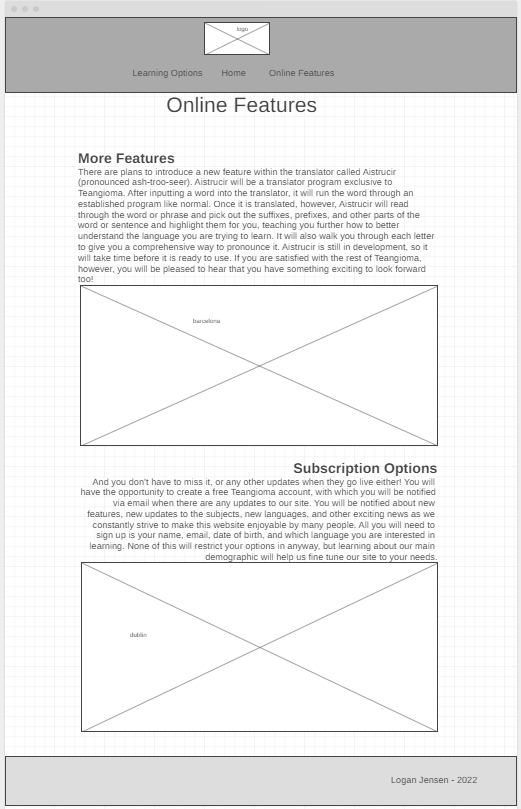 logo
Learning Options Home Online Features
Online Features
More Features
There are plans to introduce a new feature within the translator called Aistrucir
(pronounced ash-troo-seer). Aistrucir will be a translator program exclusive to
Teangioma. After inputting a word into the translator, it will run the word through an
established program like normal. Once it is translated, however, Aistrucir will read
through the word or phrase and pick out the suffixes, prefixes, and other parts of the
word or sentence and highlight them for you, teaching you further how to better
understand the language you are trying to learn. It will also walk you through each letter
to give you a comprehensive way to pronounce it. Aistrucir is still in development, so it
will take time before it is ready to use. If you are satisfied with the rest of Teangioma,
however, you will be pleased to hear that you have something exciting to look forward
too!
barcelona
Subscription Options
And you don't have to miss it, or any other updates when they go live either! You will
have the opportunity to create a free Teangioma account, with which you will be notified
via email when there are any updates to our site. You will be notified about new
features, new updates to the subjects, new languages, and other exciting news as we
constantly strive to make this website enjoyable by many people. All you will need to
sign up is your name, email, date of birth, and which language you are interested in
learning. None of this will restrict your options in anyway, but learning about our main
demographic will help us fine tune our site to your needs.
dublin
Logan Jensen - 2022